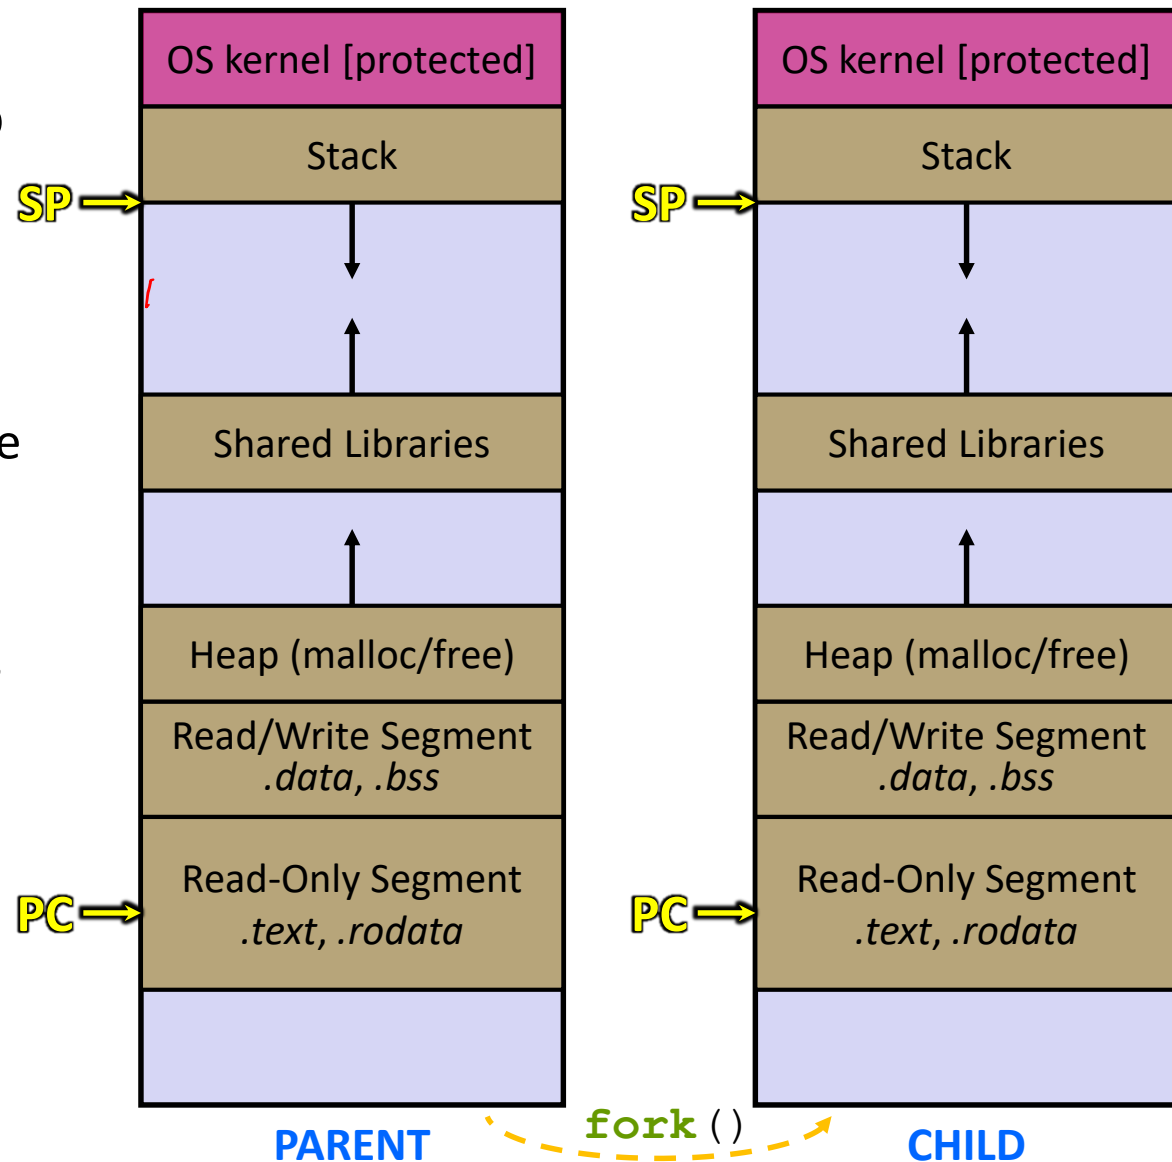 OS kernel [protected]
Stack
SP
Shared Libraries
Heap (malloc/free)
Read/Write Segment
.data, .bss
Read-Only Segment
.text, .rodata
PC
PARENT
fork()
OS kernel [protected]
Stack
SP
Shared Libraries
Heap (malloc/free)
Read/Write Segment
.data, .bss
Read-Only Segment
.text, .rodata
PC
CHILD